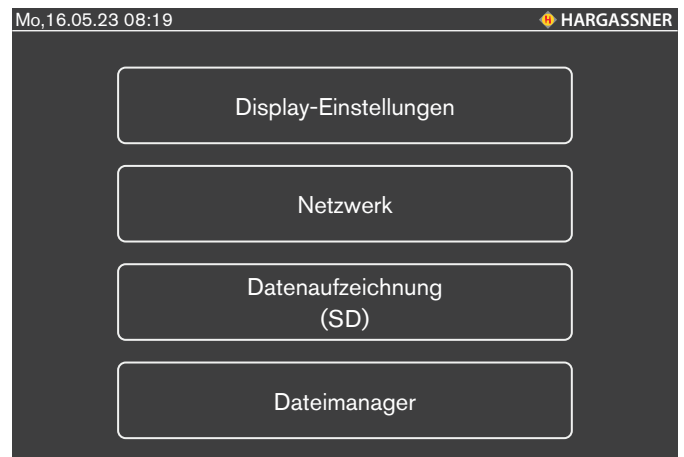 Mo,16.05.23 08:19
H HARGASSNER
Display-Einstellungen
Netzwerk
Datenaufzeichnung
(SD)
Dateimanager